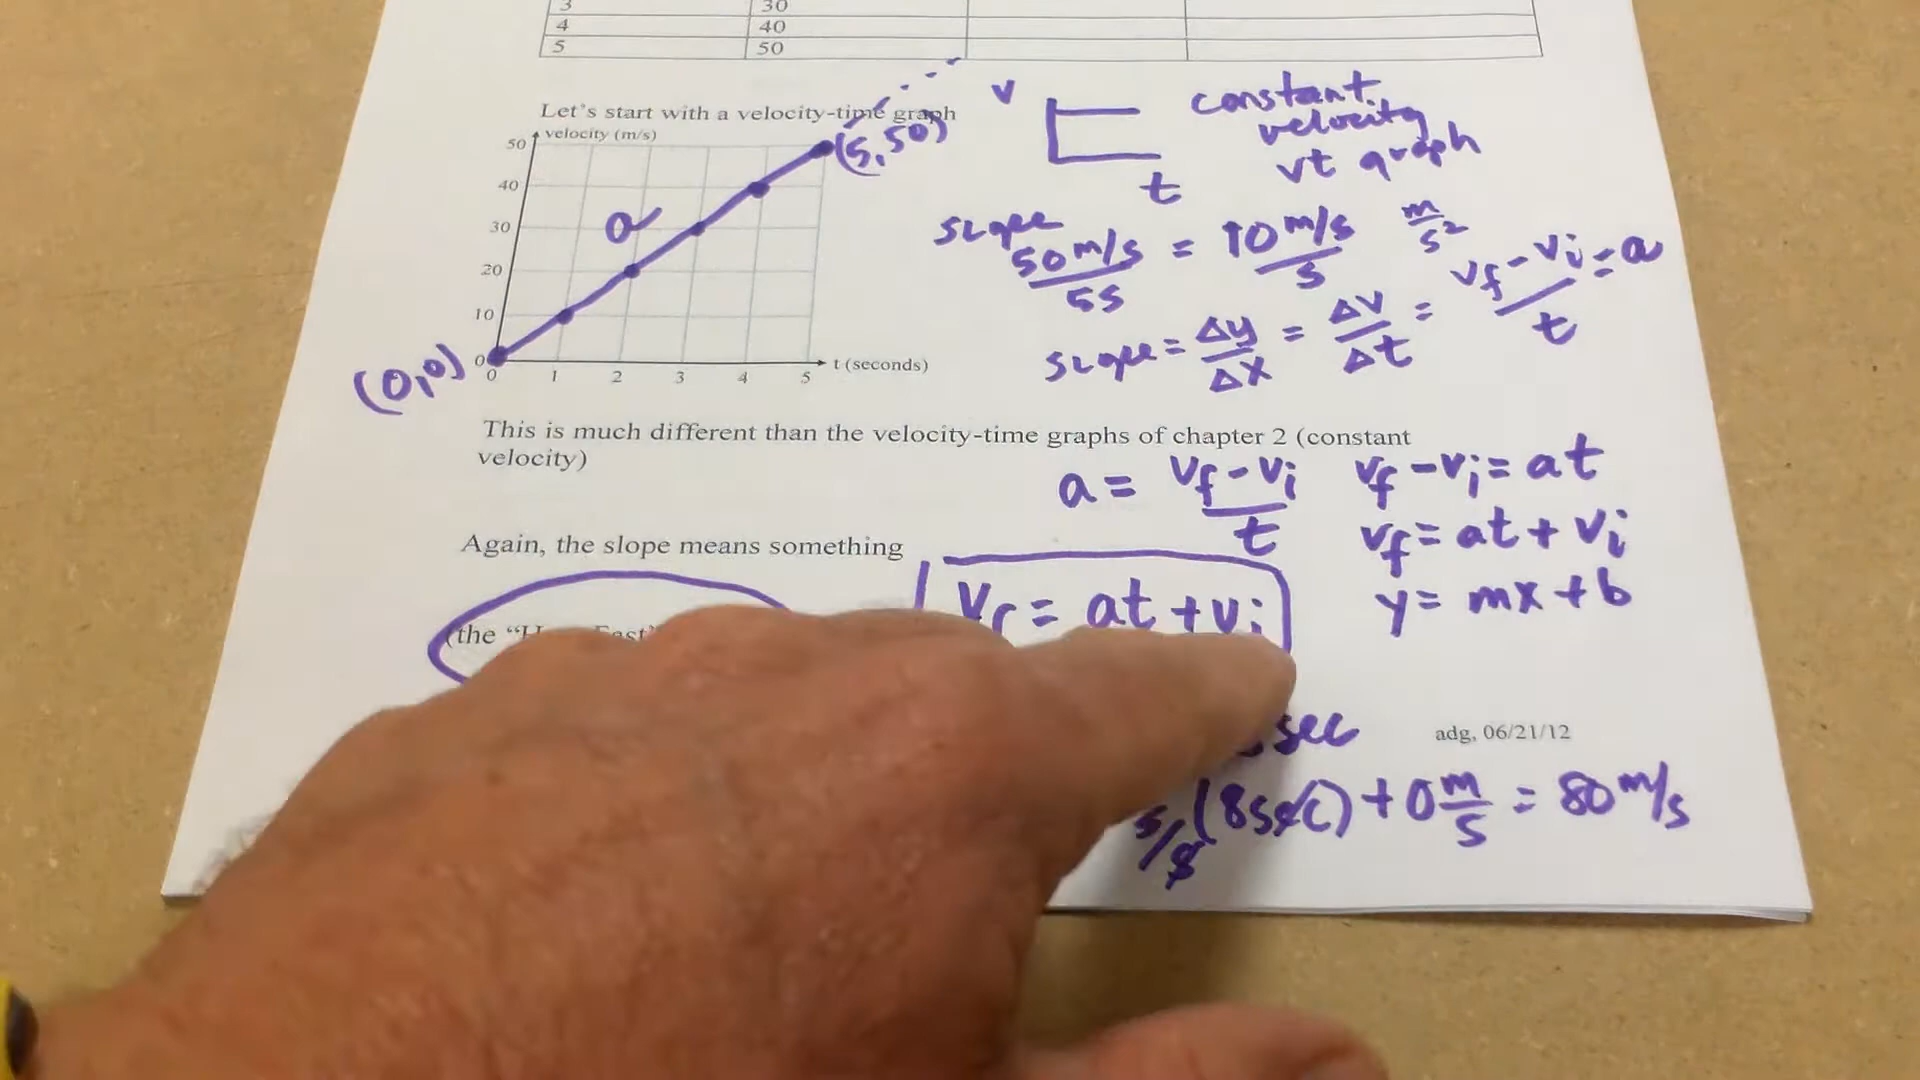 3 30
4 40
5 50
Let's start with a velocity-time graph
velocity (m/s)
50
40
30
20
10
0
0 1 2 3 4 5
t (seconds)
a
(0,0)
(5,50)
v
t
constant
velocity
vt graph
slope
50 m/s / 5s = 10 m/s / s
m/s²
slope = Δy/Δx = Δv/Δt = vf - vi / t = a
This is much different than the velocity-time graphs of chapter 2 (constant
velocity)
a = vf - vi / t
vf - vi = at
vf = at + vi
y = mx + b
Again, the slope means something
(the
vf = at + vi
sec
adg, 06/21/12
(8sec) + 0 m/s = 80 m/s